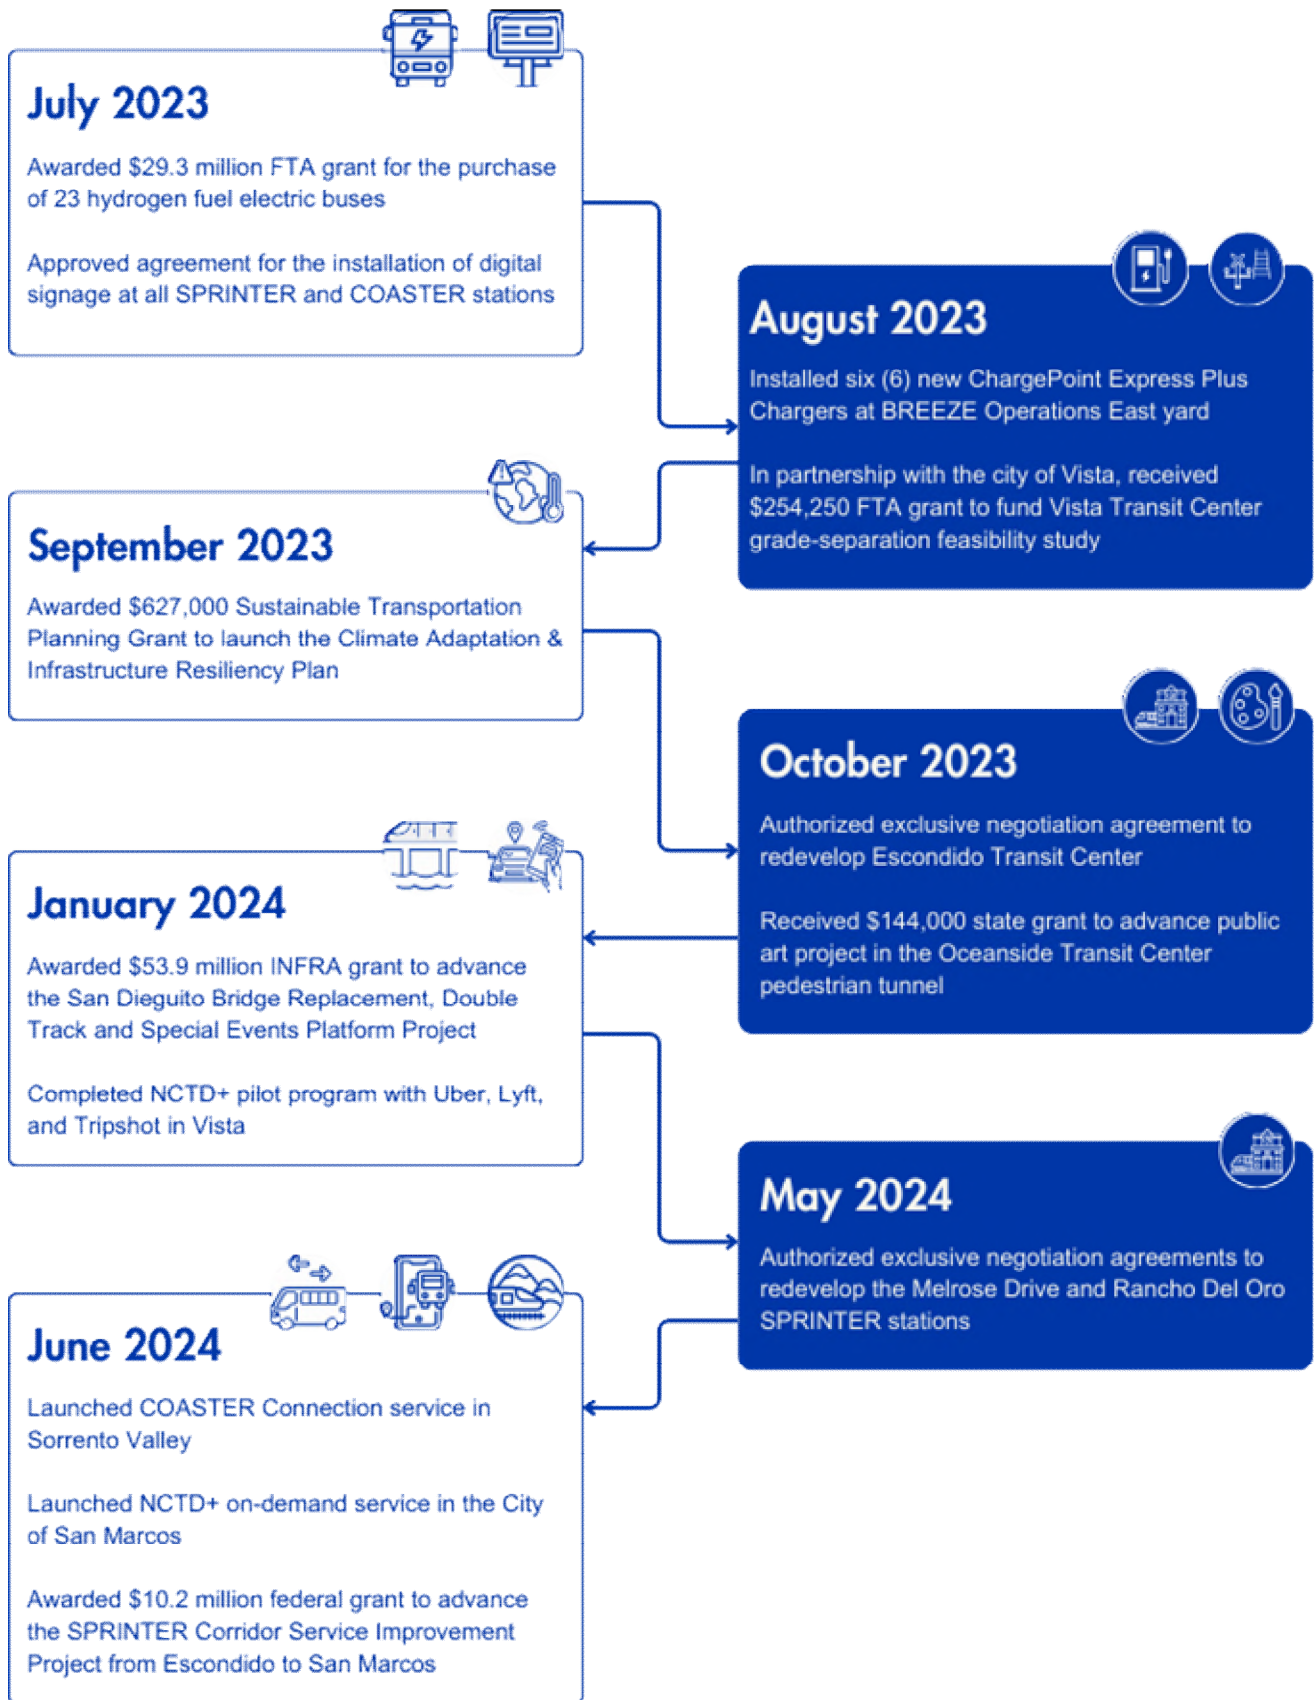 July 2023
Awarded $29.3 million FTA grant for the purchase
of 23 hydrogen fuel electric buses
Approved agreement for the installation of digital
signage at all SPRINTER and COASTER stations
August 2023
Installed six (6) new ChargePoint Express Plus
Chargers at BREEZE Operations East yard
In partnership with the city of Vista, received
$254,250 FTA grant to fund Vista Transit Center
grade-separation feasibility study
September 2023
Awarded $627,000 Sustainable Transportation
Planning Grant to launch the Climate Adaptation &
Infrastructure Resiliency Plan
October 2023
Authorized exclusive negotiation agreement to
redevelop Escondido Transit Center
Received $144,000 state grant to advance public
art project in the Oceanside Transit Center
pedestrian tunnel
January 2024
Awarded $53.9 million INFRA grant to advance
the San Dieguito Bridge Replacement, Double
Track and Special Events Platform Project
Completed NCTD+ pilot program with Uber, Lyft,
and Tripshot in Vista
May 2024
Authorized exclusive negotiation agreements to
redevelop the Melrose Drive and Rancho Del Oro
SPRINTER stations
June 2024
Launched COASTER Connection service in
Sorrento Valley
Launched NCTD+ on-demand service in the City
of San Marcos
Awarded $10.2 million federal grant to advance
the SPRINTER Corridor Service Improvement
Project from Escondido to San Marcos